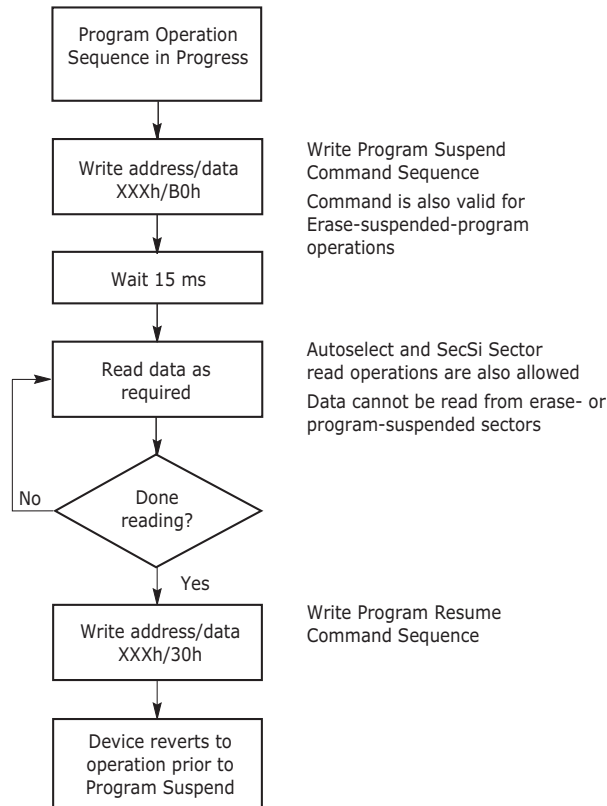 Program Operation
Sequence in Progress
Write address/data
XXXh/B0h
Write Program Suspend
Command Sequence
Command is also valid for
Erase-suspended-program
operations
Wait 15 ms
Read data as
required
Autoselect and SecSi Sector
read operations are also allowed
Data cannot be read from erase- or
program-suspended sectors
No
Done
reading?
Yes
Write address/data
XXXh/30h
Write Program Resume
Command Sequence
Device reverts to
operation prior to
Program Suspend